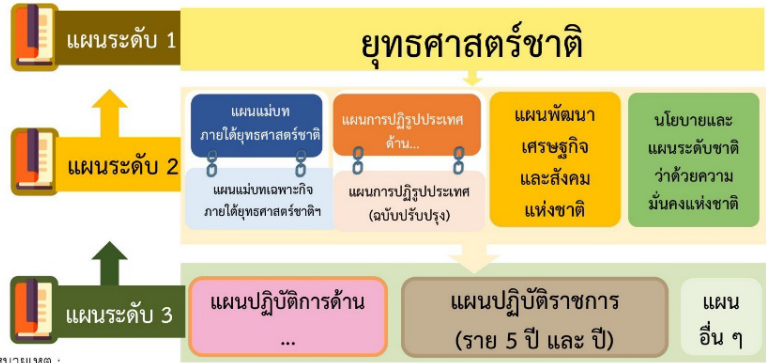 แผนระดับ 1
ยุทธศาสตร์ชาติ
แผนระดับ 2
แผนแม่บท
ภายใต้ยุทธศาสตร์ชาติ
แผนแม่บทเฉพาะกิจ
ภายใต้ยุทธศาสตร์ชาติฯ
แผนการปฏิรูปประเทศ
ด้าน...
แผนการปฏิรูปประเทศ
(ฉบับปรับปรุง)
แผนพัฒนา
เศรษฐกิจ
และสังคม
แห่งชาติ
นโยบายและ
แผนระดับชาติ
ว่าด้วยความ
มั่นคงแห่งชาติ
แผนระดับ 3
แผนปฏิบัติการด้าน
...
แผนปฏิบัติราชการ
(ราย 5 ปี และ ปี)
แผน
อื่น ๆ